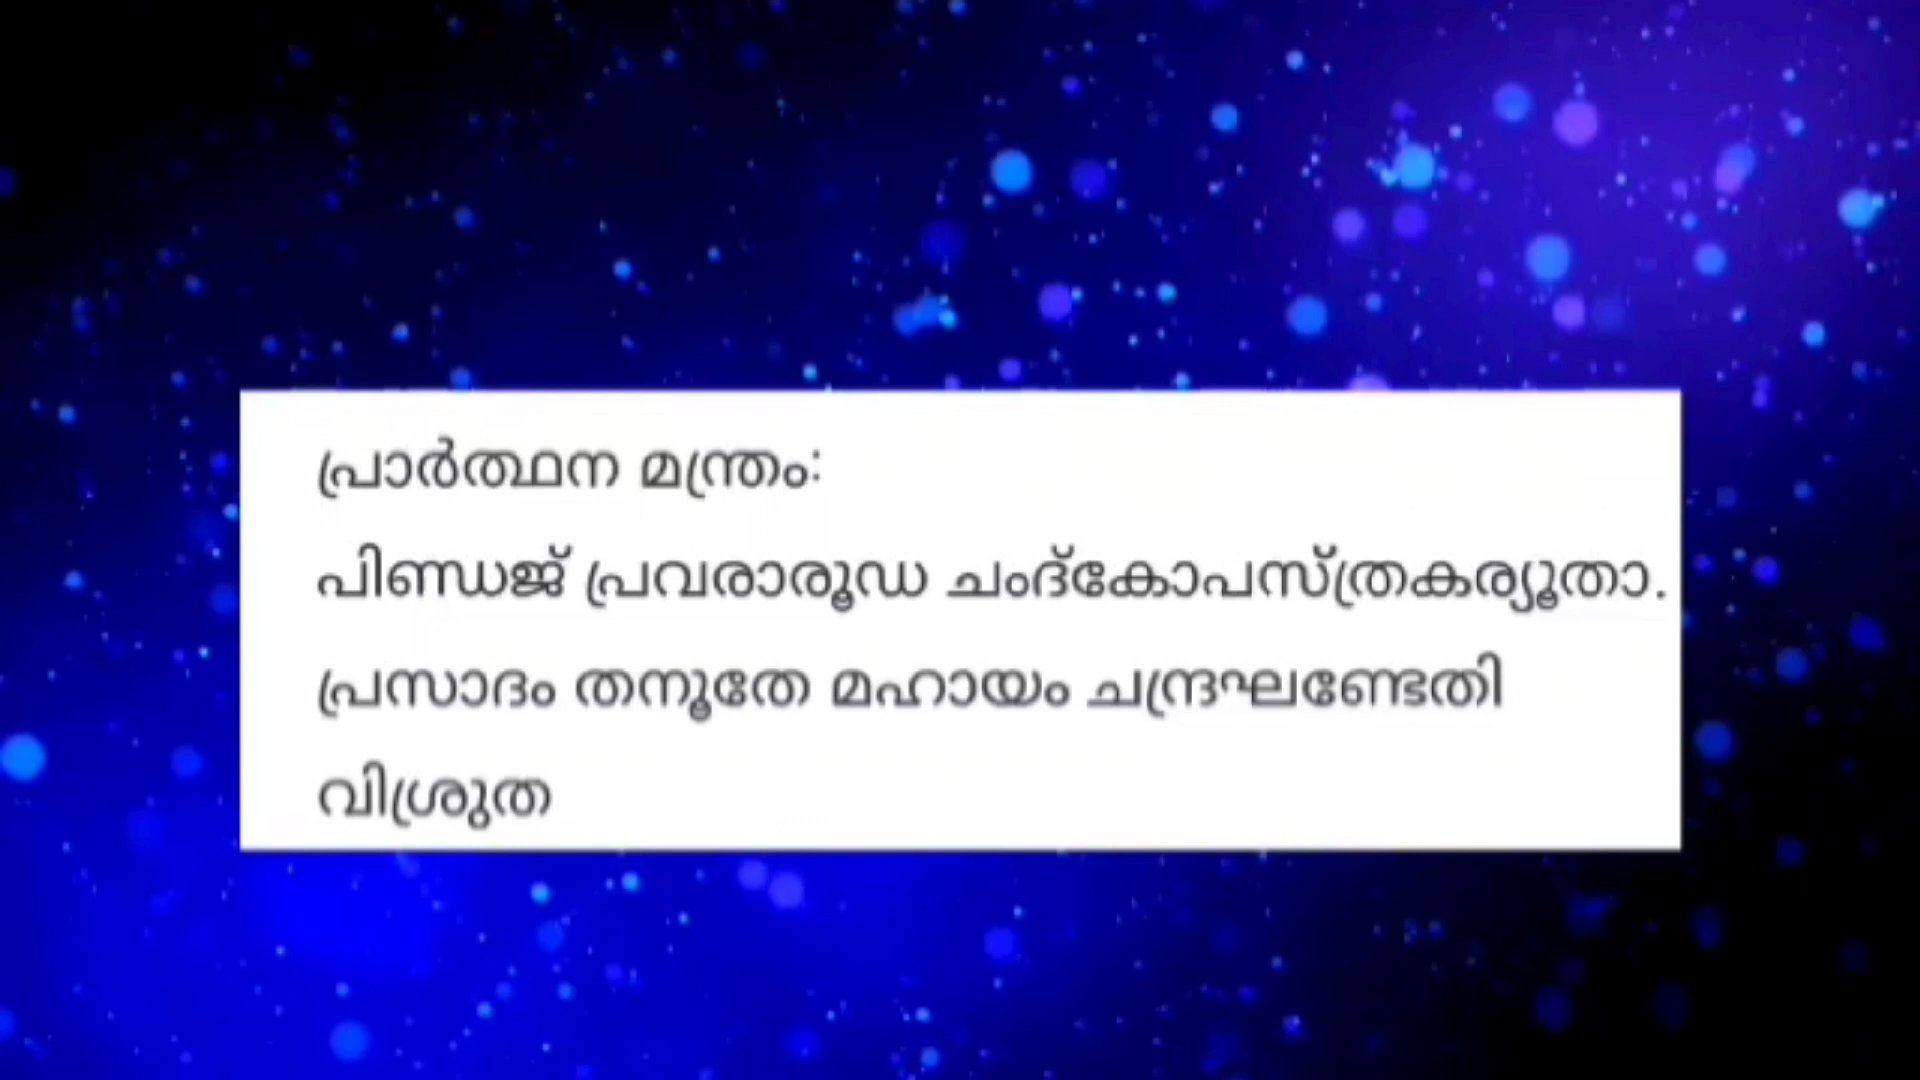 പ്രാർത്ഥന മന്ത്രം:
പിണ്ഡജ് പ്രവരാരൂഡ ചംദ്കോപസ്ത്രകര്യൂതാ.
പ്രസാദം തനൂതേ മഹായം ചന്ദ്രഘണ്ടേതി
വിശ്രുത